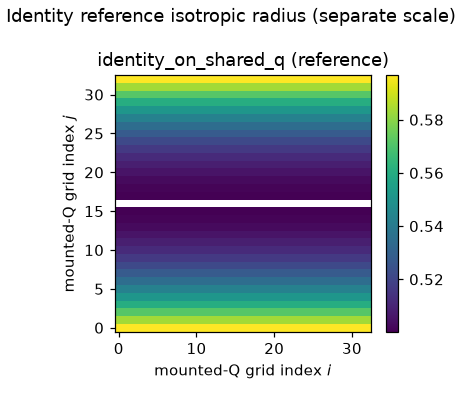 Identity reference isotropic radius (separate scale)
identity_on_shared_q (reference)
mounted-Q grid index j
30
25
20
15
10
5
0
0 10 20 30
mounted-Q grid index i
0.58
0.56
0.54
0.52